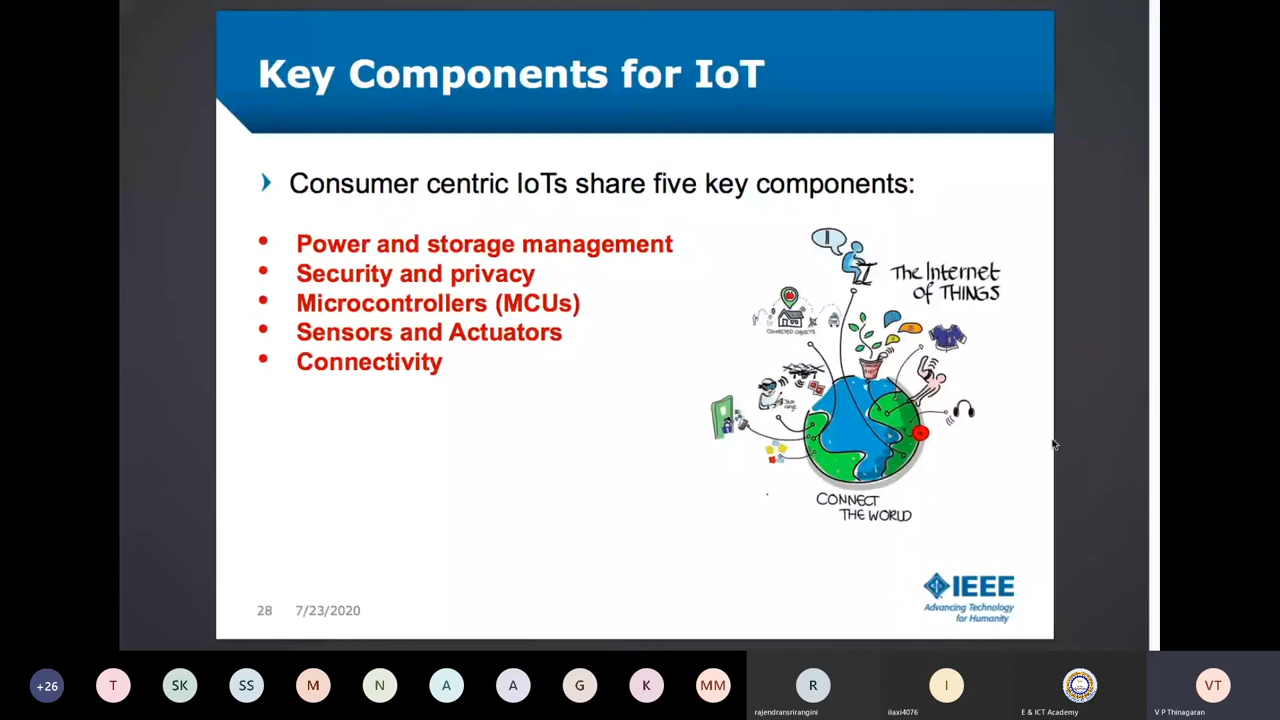 Key Components for IoT
Consumer centric IoTs share five key components:
Power and storage management
Security and privacy
Microcontrollers (MCUs)
Sensors and Actuators
Connectivity
The Internet
of THINGS
CONNECTED OBJECTS
CONNECT
THE WORLD
IEEE
Advancing Technology
for Humanity
28 7/23/2020
+26
T
SK
SS
M
N
A
A
G
K
MM
R
I
VT
rajendransrirangini
ilaxi4076
E & ICT Academy
V P Thinagaran